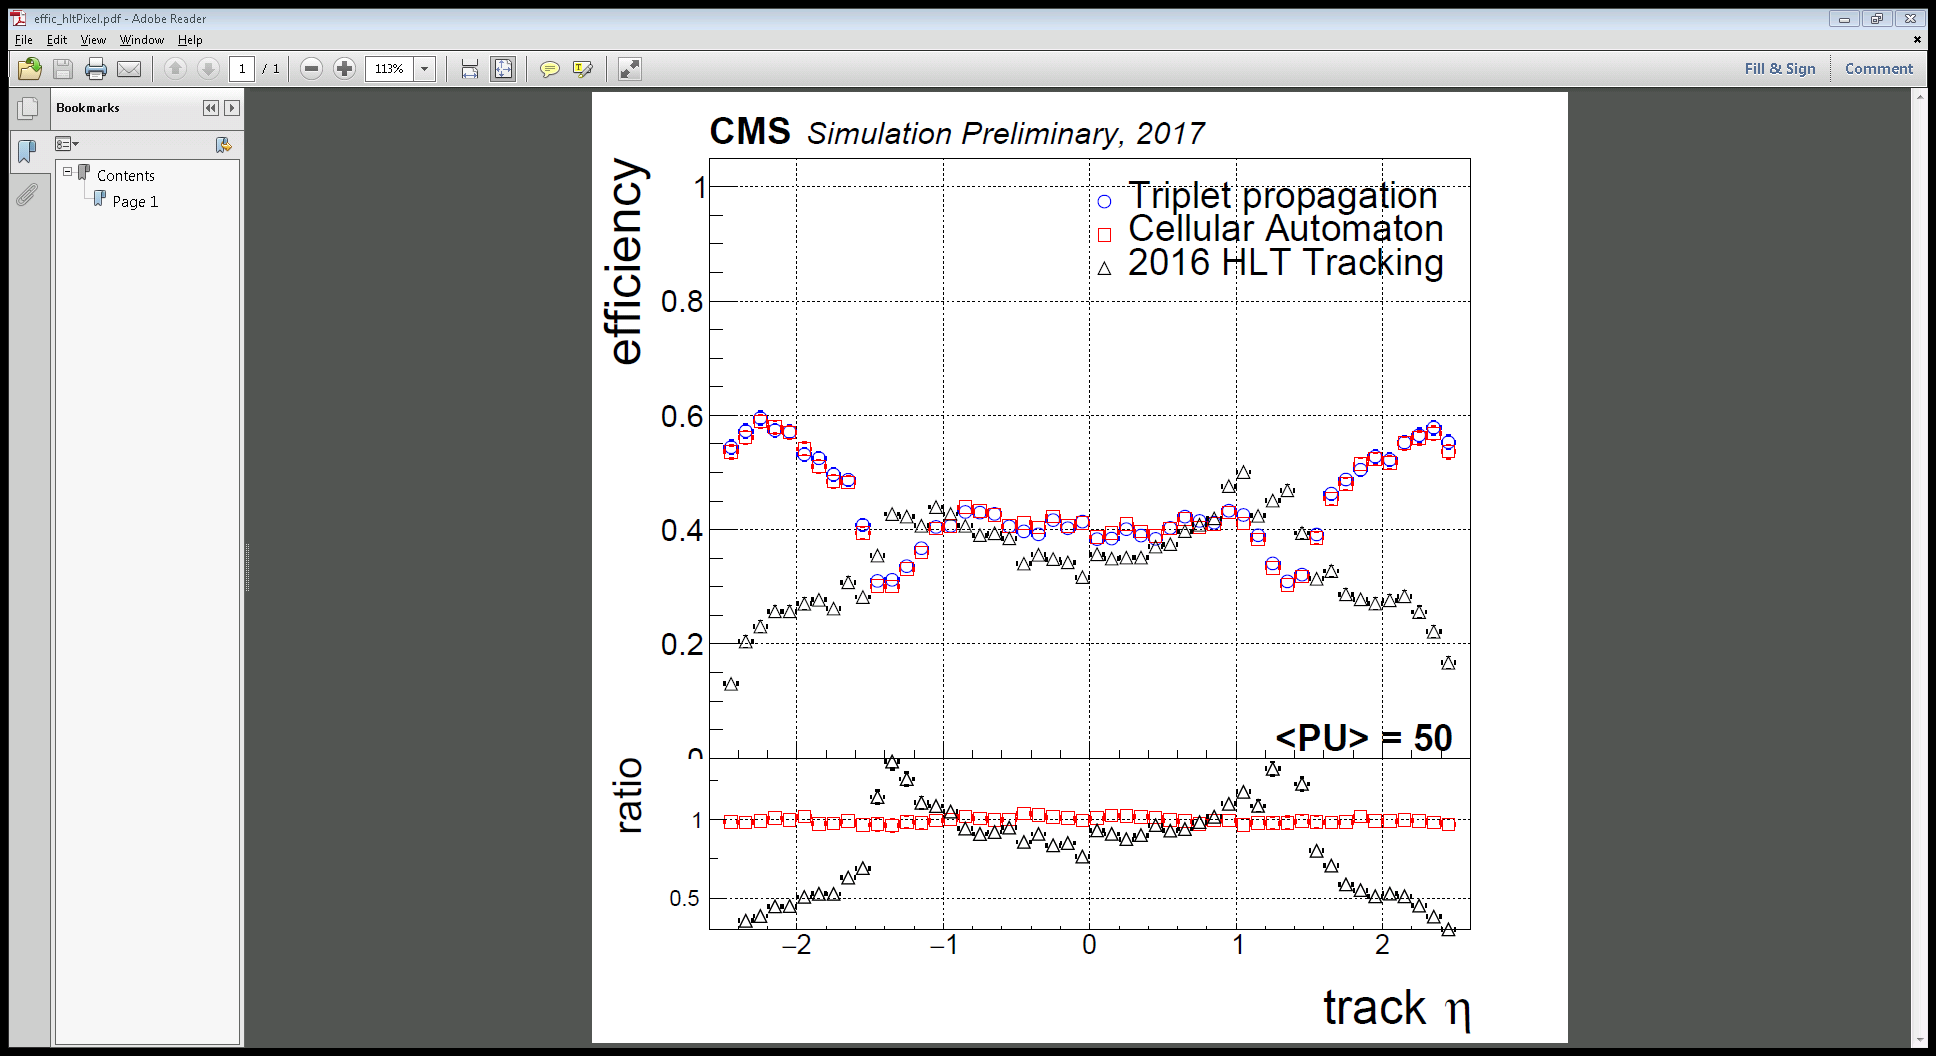 effic_hltPixel.pdf - Adobe Reader
File Edit View Window Help
1 / 1 113% Fill & Sign Comment
Bookmarks
Contents
Page 1
CMS Simulation Preliminary, 2017
efficiency
1
0.8
0.6
0.4
0.2
0
Triplet propagation
Cellular Automaton
2016 HLT Tracking
<PU> = 50
ratio
1
0.5
−2 −1 0 1 2
track η